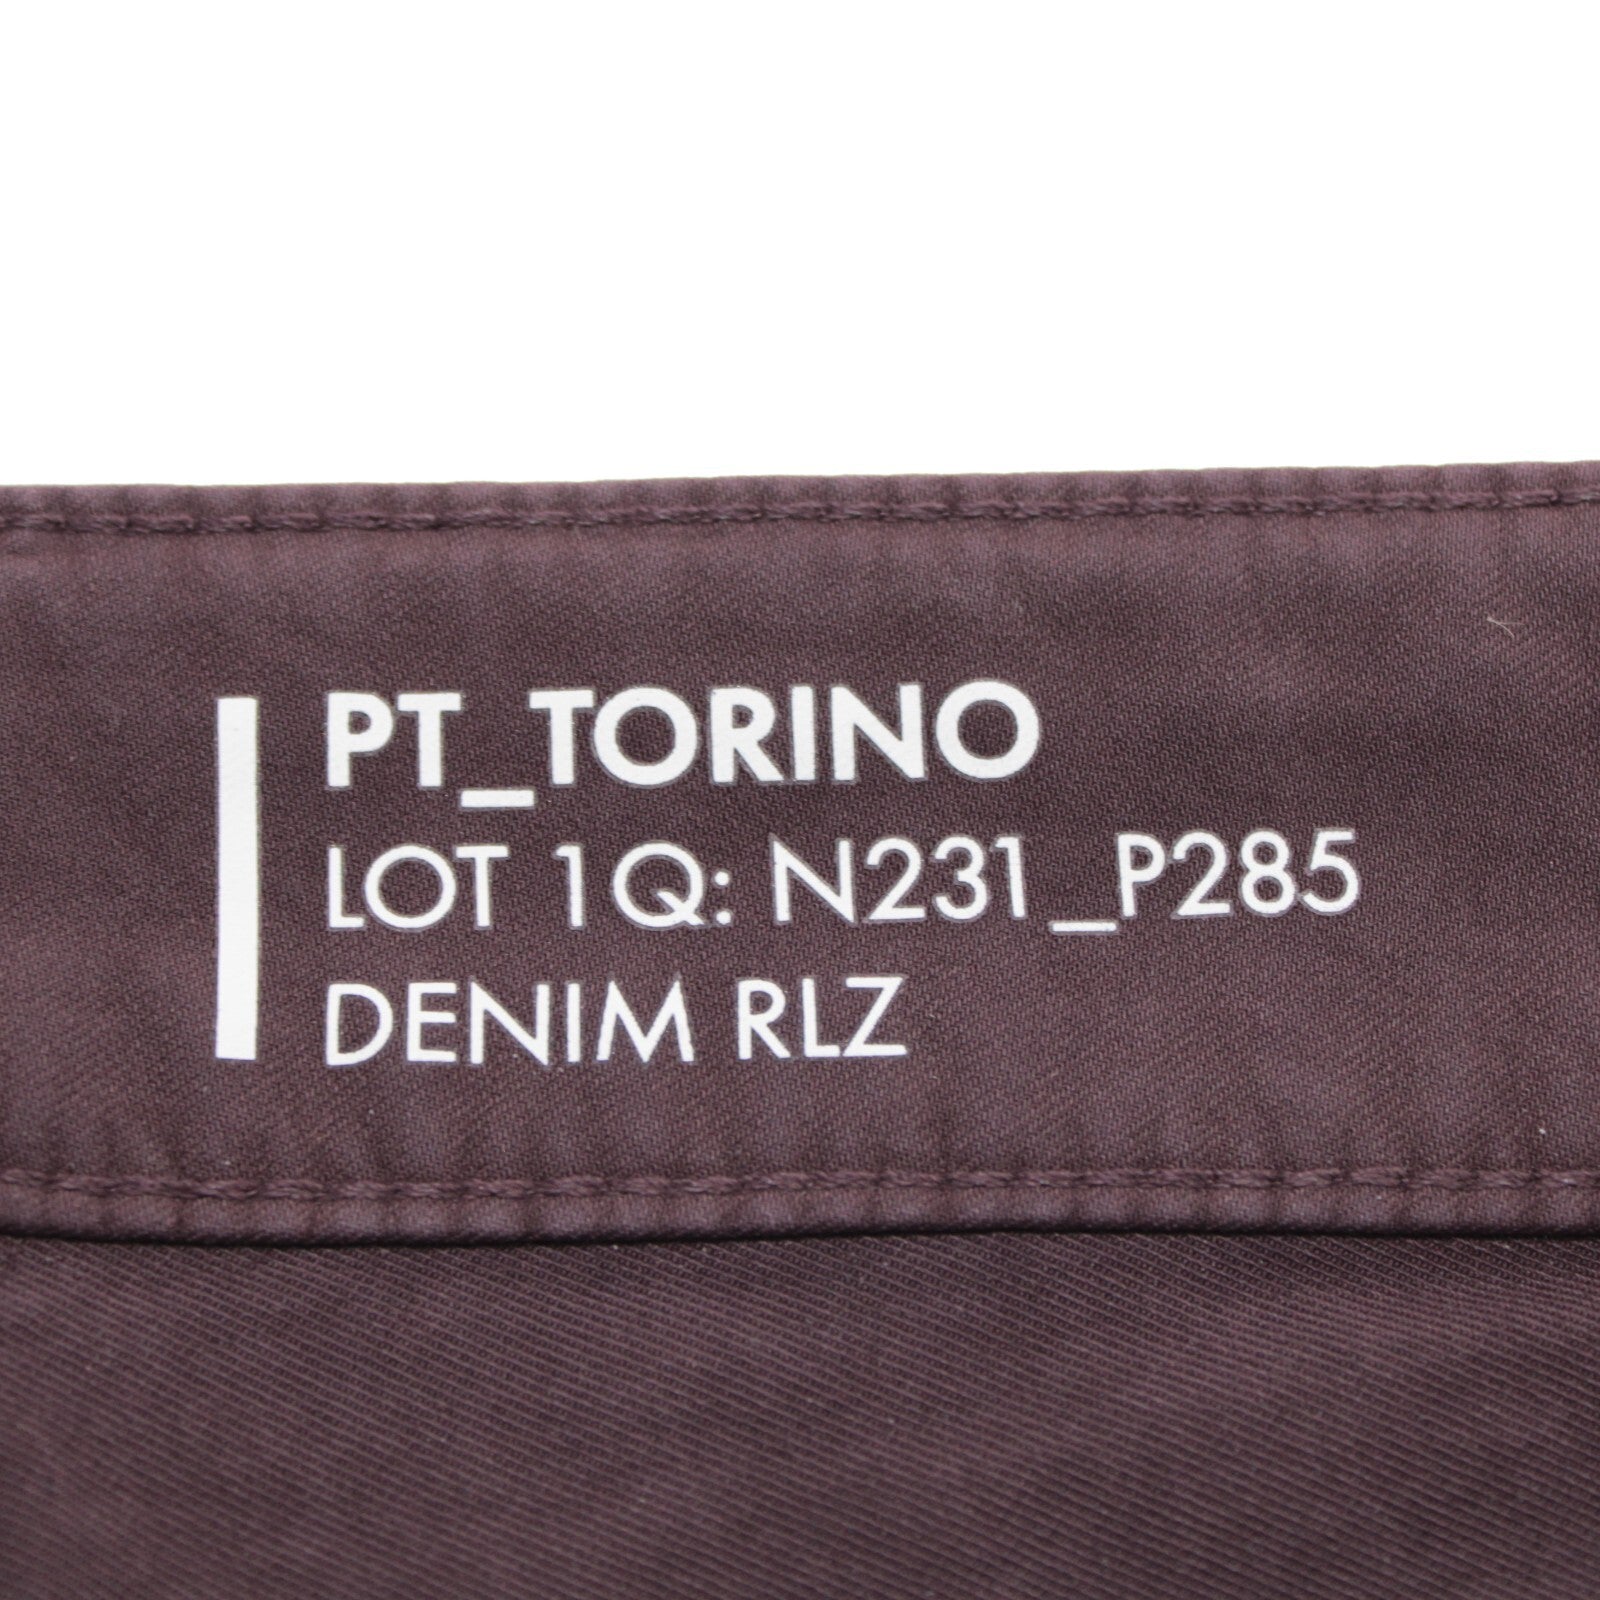 PT_TORINO
LOT 1Q: N231_P285
DENIM RLZ